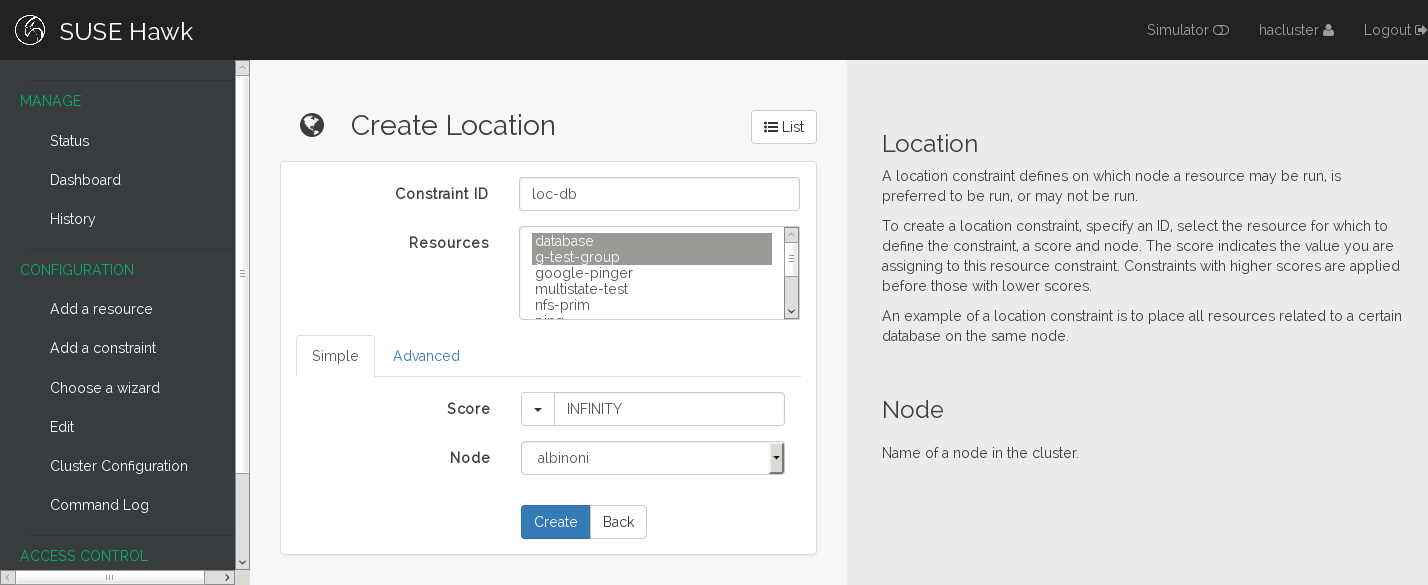 SUSE Hawk
Simulator
hacluster
Logout
MANAGE
Status
Dashboard
History
CONFIGURATION
Add a resource
Add a constraint
Choose a wizard
Edit
Cluster Configuration
Command Log
ACCESS CONTROL
Create Location
List
Constraint ID
loc-db
Resources
database
g-test-group
google-pinger
multistate-test
nfs-prim
Simple
Advanced
Score
INFINITY
Node
albinoni
Create
Back
Location
A location constraint defines on which node a resource may be run, is
preferred to be run, or may not be run.
To create a location constraint, specify an ID, select the resource for which to
define the constraint, a score and node. The score indicates the value you are
assigning to this resource constraint. Constraints with higher scores are applied
before those with lower scores.
An example of a location constraint is to place all resources related to a certain
database on the same node.
Node
Name of a node in the cluster.